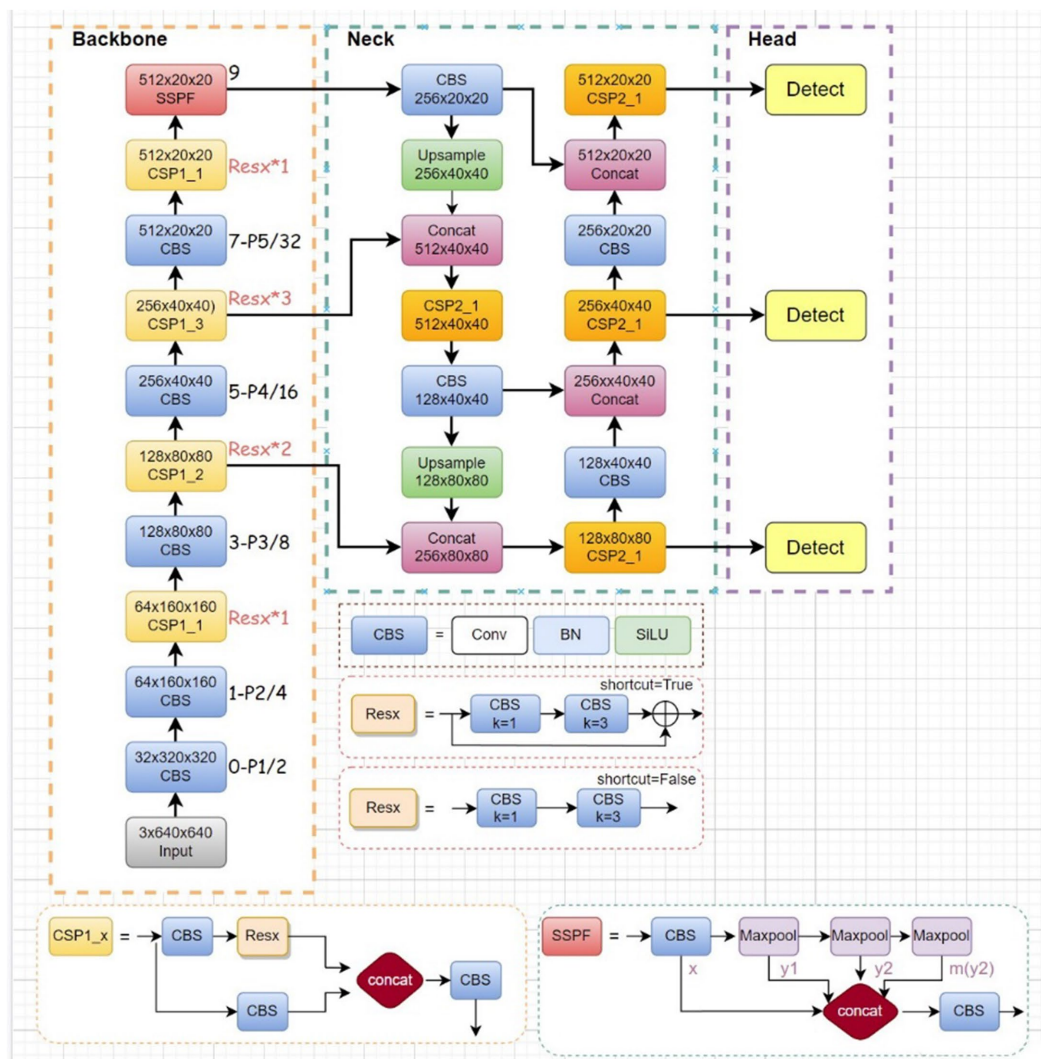 Backbone
512x20x20
SSPF
9
512x20x20
CSP1_1
Resx*1
512x20x20
CBS
7-P5/32
256x40x40)
CSP1_3
Resx*3
256x40x40
CBS
5-P4/16
128x80x80
CSP1_2
Resx*2
128x80x80
CBS
3-P3/8
64x160x160
CSP1_1
Resx*1
64x160x160
CBS
1-P2/4
32x320x320
CBS
0-P1/2
3x640x640
Input
Neck
CBS
256x20x20
Upsample
256x40x40
Concat
512x40x40
CSP2_1
512x40x40
CBS
128x40x40
Upsample
128x80x80
Concat
256x80x80
512x20x20
CSP2_1
512x20x20
Concat
256x20x20
CBS
256x40x40
CSP2_1
256xx40x40
Concat
128x40x40
CBS
128x80x80
CSP2_1
Head
Detect
Detect
Detect
CBS = Conv BN SiLU
shortcut=True
Resx = CBS k=1 CBS k=3
shortcut=False
Resx = CBS k=1 CBS k=3
CSP1_x = CBS Resx
CBS
concat
CBS
SSPF = CBS Maxpool Maxpool Maxpool
x y1 y2 m(y2)
concat
CBS